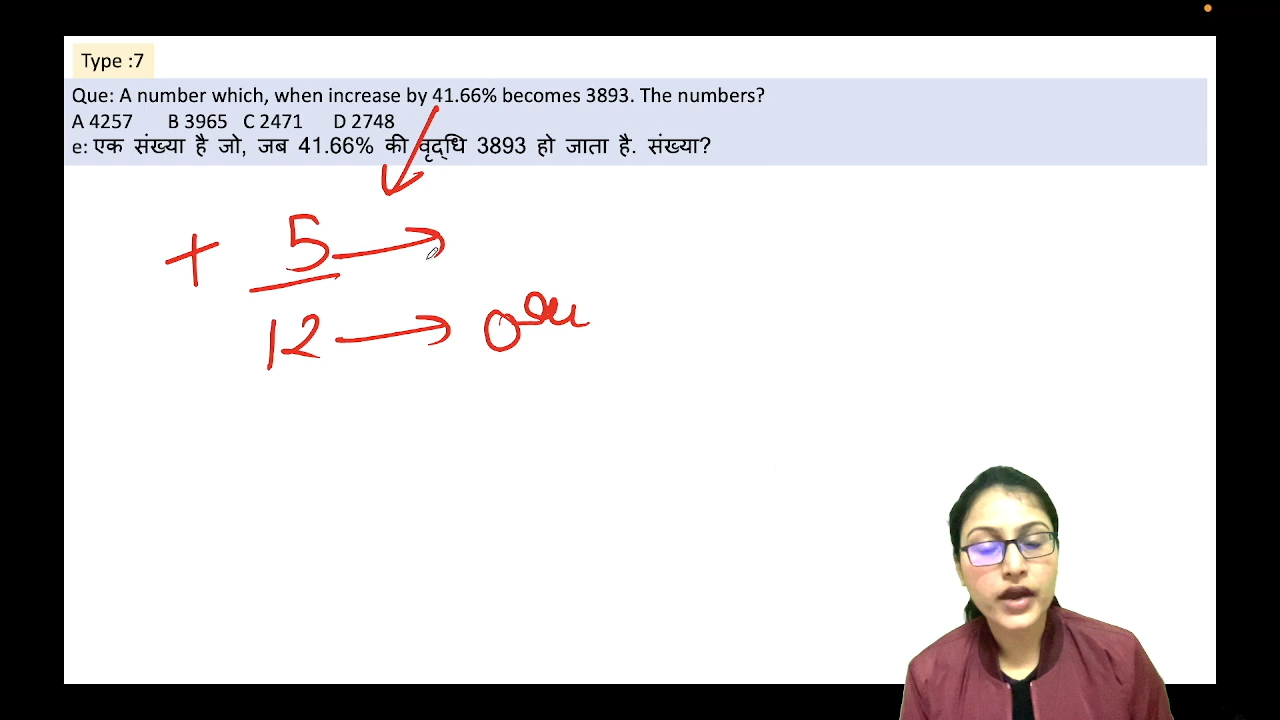 Type :7
Que: A number which, when increase by 41.66% becomes 3893. The numbers?
A 4257 B 3965 C 2471 D 2748
e: एक संख्या है जो, जब 41.66% की वृद्धि 3893 हो जाता है. संख्या?
+ 5 →
12 →